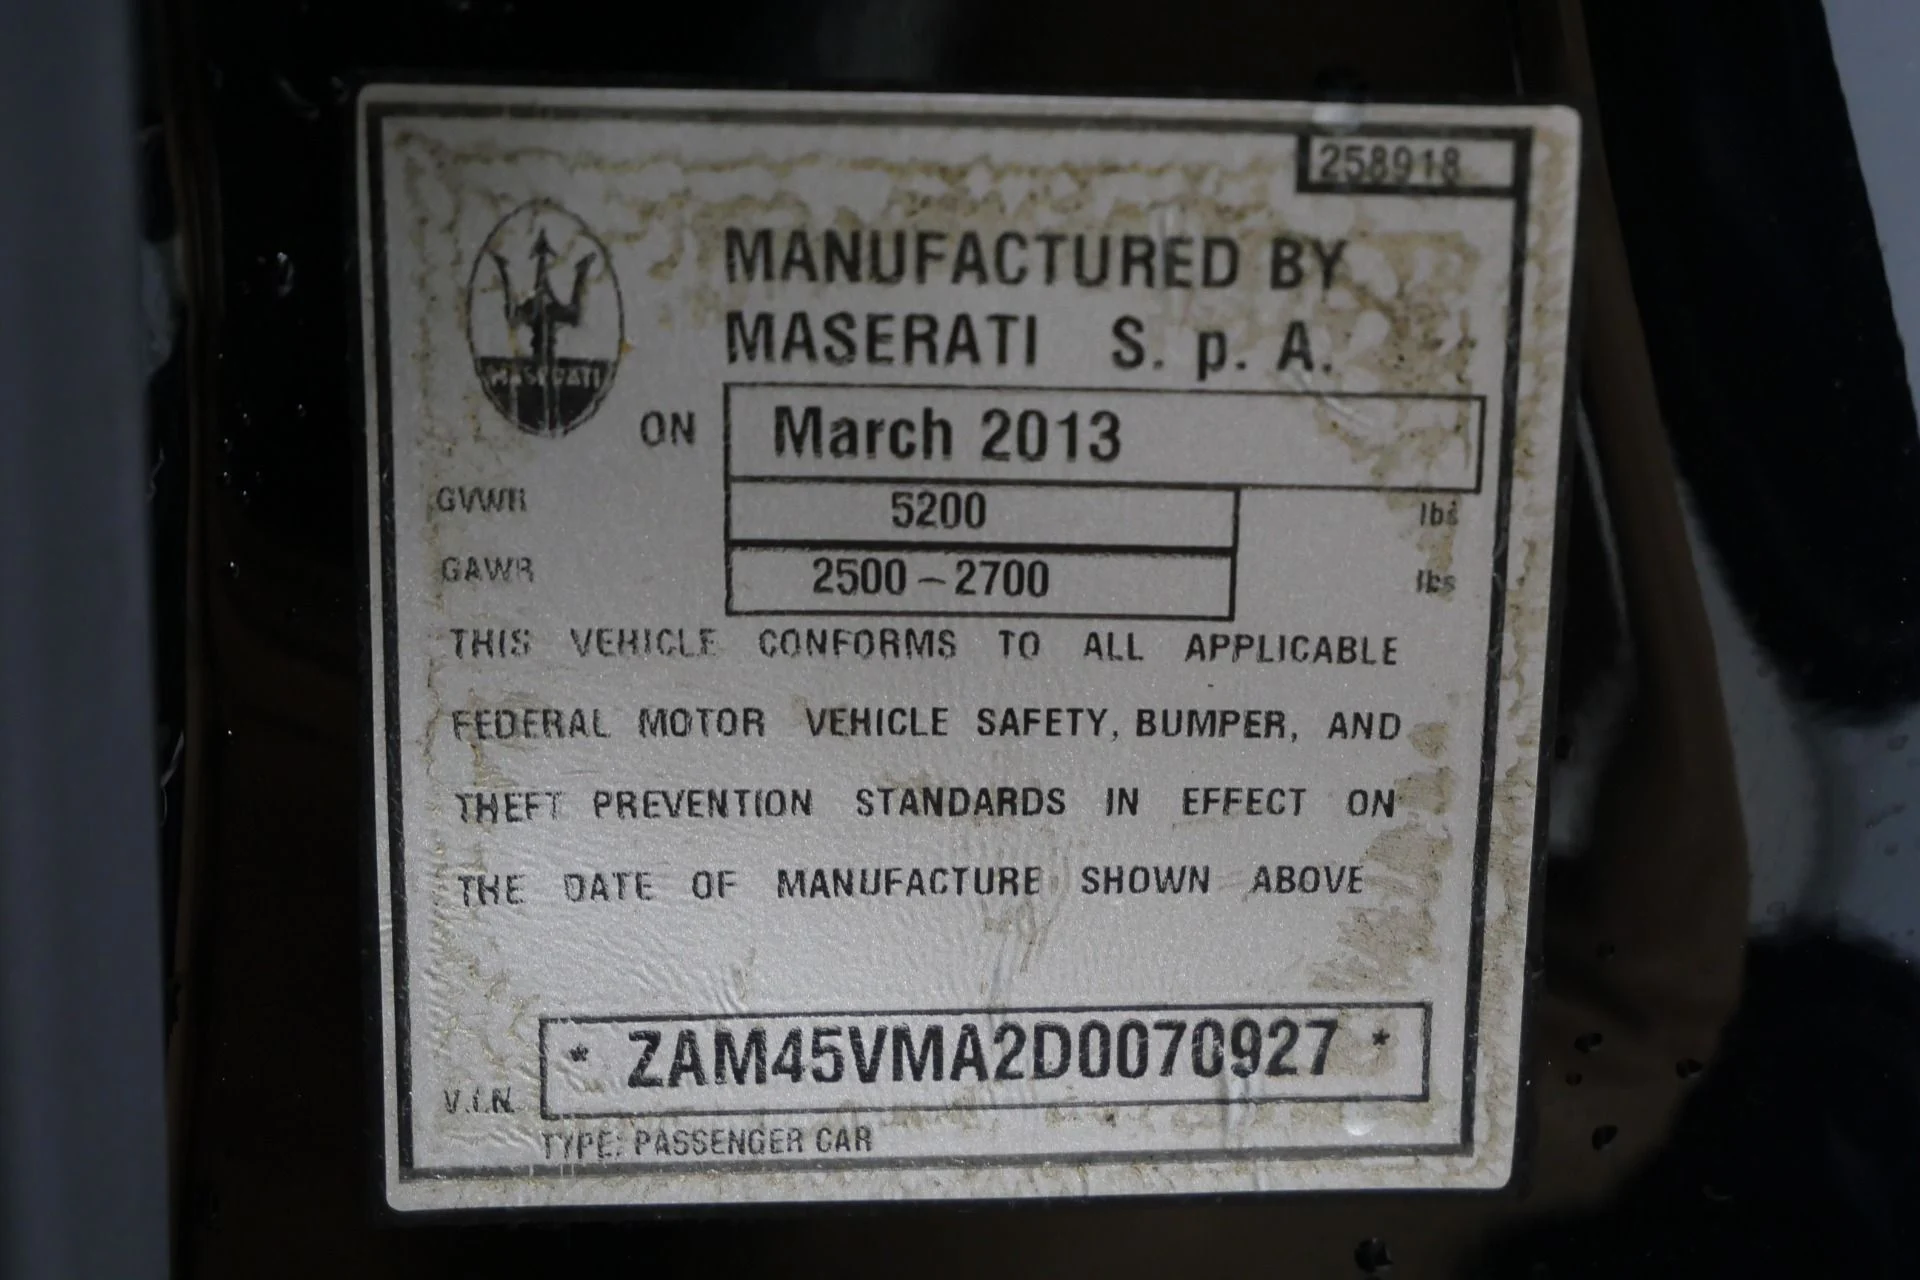 258918
MANUFACTURED BY
MASERATI S. p. A.
MASERATI
ON March 2013
GVWR 5200 lbs
GAWR 2500 – 2700 lbs
THIS VEHICLE CONFORMS TO ALL APPLICABLE
FEDERAL MOTOR VEHICLE SAFETY, BUMPER, AND
THEFT PREVENTION STANDARDS IN EFFECT ON
THE DATE OF MANUFACTURE SHOWN ABOVE
V.I.N. * ZAM45VMA2D0070927 *
TYPE: PASSENGER CAR